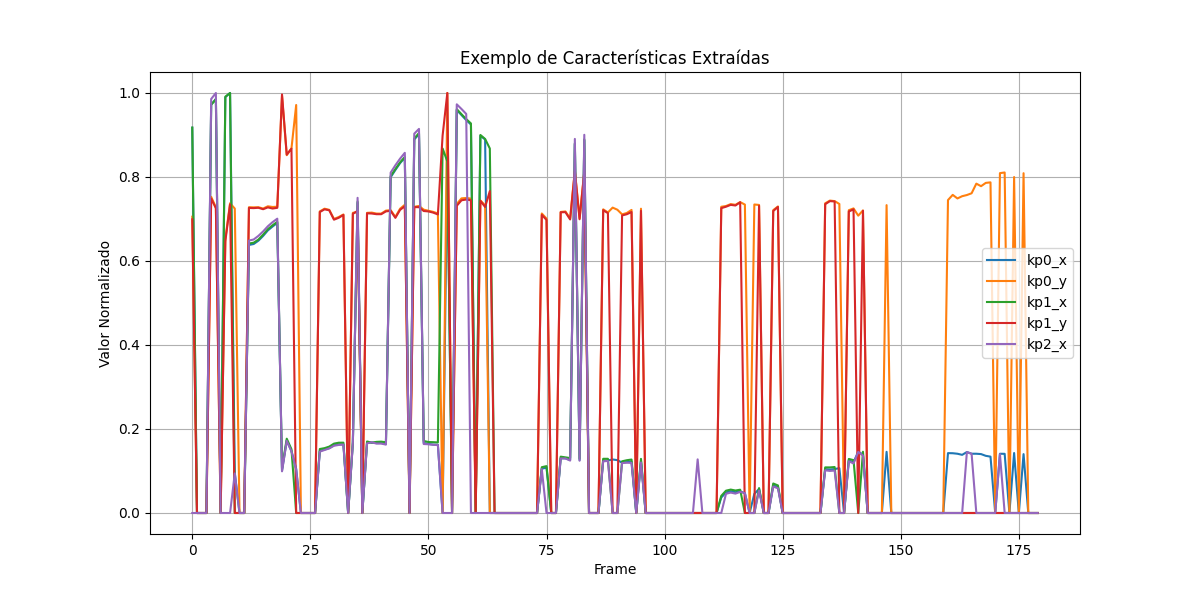 Exemplo de Características Extraídas
Valor Normalizado
1.0
0.8
0.6
0.4
0.2
0.0
0 25 50 75 100 125 150 175
Frame
kp0_x
kp0_y
kp1_x
kp1_y
kp2_x